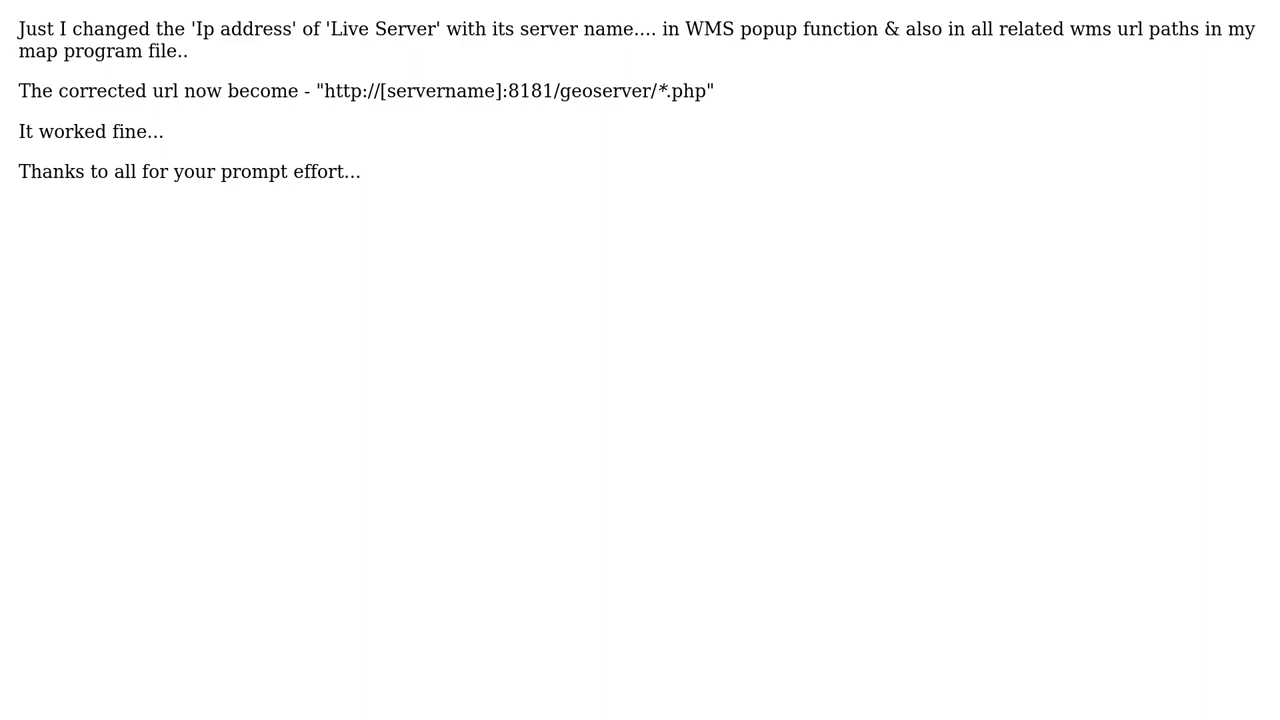 Just I changed the 'Ip address' of 'Live Server' with its server name.... in WMS popup function & also in all related wms url paths in my
map program file..
The corrected url now become - "http://[servername]:8181/geoserver/*.php"
It worked fine...
Thanks to all for your prompt effort...